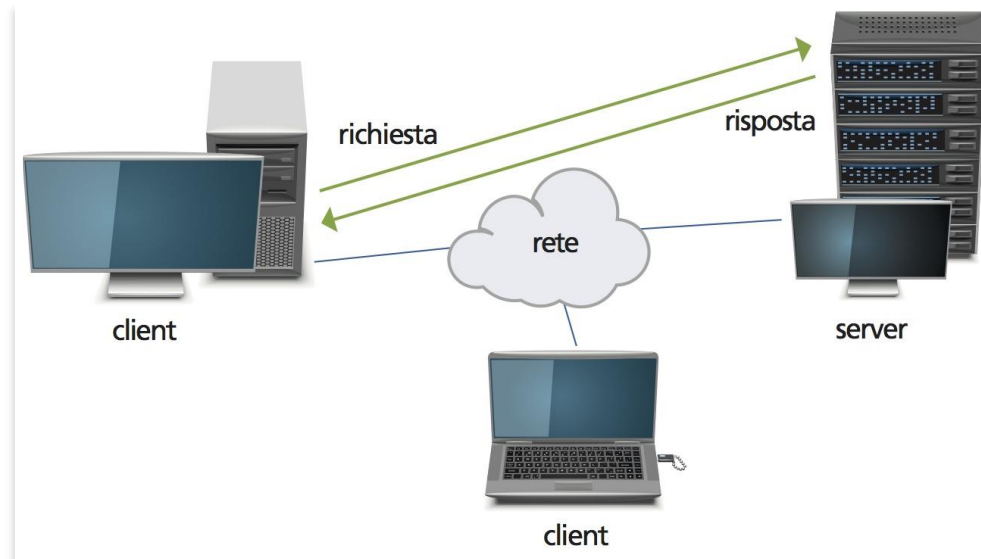 richiesta
risposta
rete
client
server
client